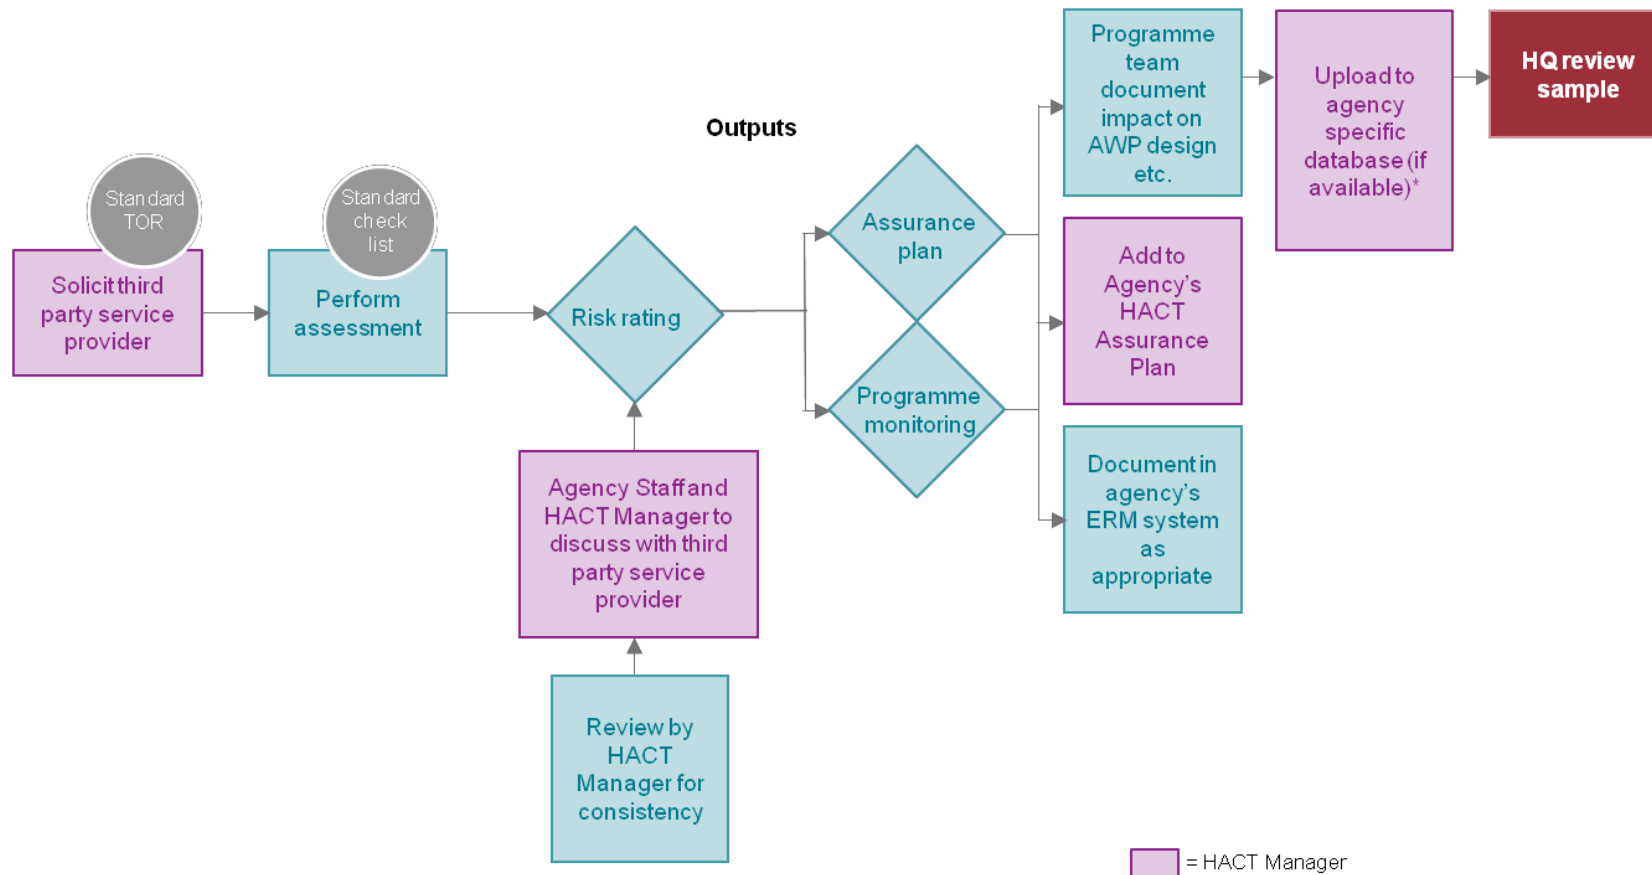 Standard
TOR
Solicit third
party service
provider
Standard
check
list
Perform
assessment
Risk rating
Agency Staff and
HACT Manager to
discuss with third
party service
provider
Review by
HACT
Manager for
consistency
Outputs
Assurance
plan
Programme
monitoring
Programme
team
document
impact on
AWP design
etc.
Add to
Agency's
HACT
Assurance
Plan
Document in
agency's
ERM system
as
appropriate
Upload to
agency
specific
database (if
available)*
HQ review
sample
= HACT Manager